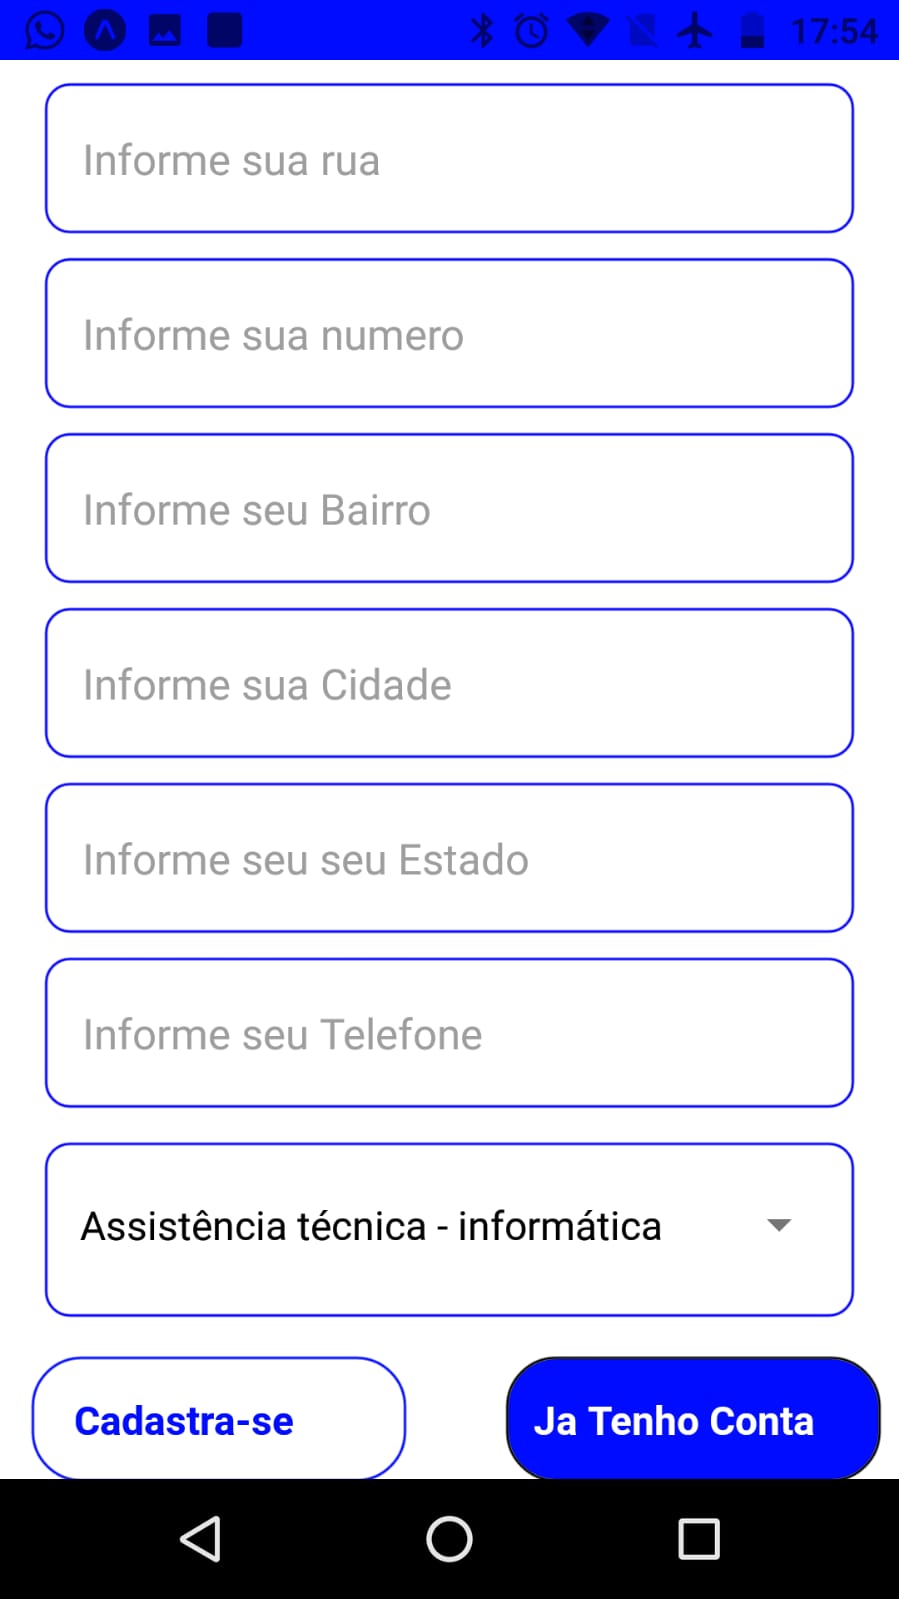 17:54
Informe sua rua
Informe sua numero
Informe seu Bairro
Informe sua Cidade
Informe seu seu Estado
Informe seu Telefone
Assistência técnica - informática
Cadastra-se
Ja Tenho Conta